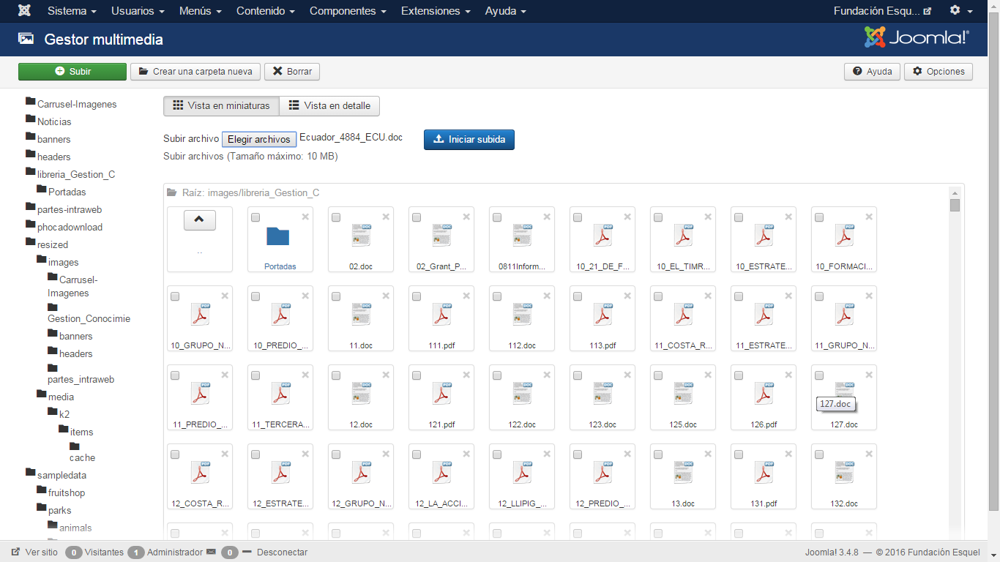 Sistema Usuarios Menús Contenido Componentes Extensiones Ayuda Fundación Esqu...
Gestor multimedia Joomla!®
Subir Crear una carpeta nueva Borrar Ayuda Opciones
Carrusel-Imagenes
Noticias
banners
headers
libreria_Gestion_C
Portadas
partes-intraweb
phocadownload
resized
images
Carrusel-
Imagenes
Gestion_Conocimie
banners
headers
partes_intraweb
media
k2
items
cache
sampledata
fruitshop
parks
animals
Vista en miniaturas Vista en detalle
Subir archivo Elegir archivos Ecuador_4884_ECU.doc Iniciar subida
Subir archivos (Tamaño máximo: 10 MB)
Raíz: images/libreria_Gestion_C
.. Portadas 02.doc 02_Grant_P... 0811Inform... 10_21_DE_F... 10_EL_TIMR... 10_ESTRATE... 10_FORMACI...
10_GRUPO_N... 10_PREDIO_... 11.doc 111.pdf 112.doc 113.pdf 11_COSTA_R... 11_ESTRATE... 11_GRUPO_N...
127.doc
11_PREDIO_... 11_TERCERA... 12.doc 121.pdf 122.doc 123.doc 125.doc 126.pdf 127.doc
12_COSTA_R... 12_ESTRATE... 12_GRUPO_N... 12_LA_ACCI... 12_LLIPIG_... 12_PREDIO_... 13.doc 131.pdf 132.doc
Ver sitio 0 Visitantes 1 Administrador 0 Desconectar Joomla! 3.4.8 — © 2016 Fundación Esquel